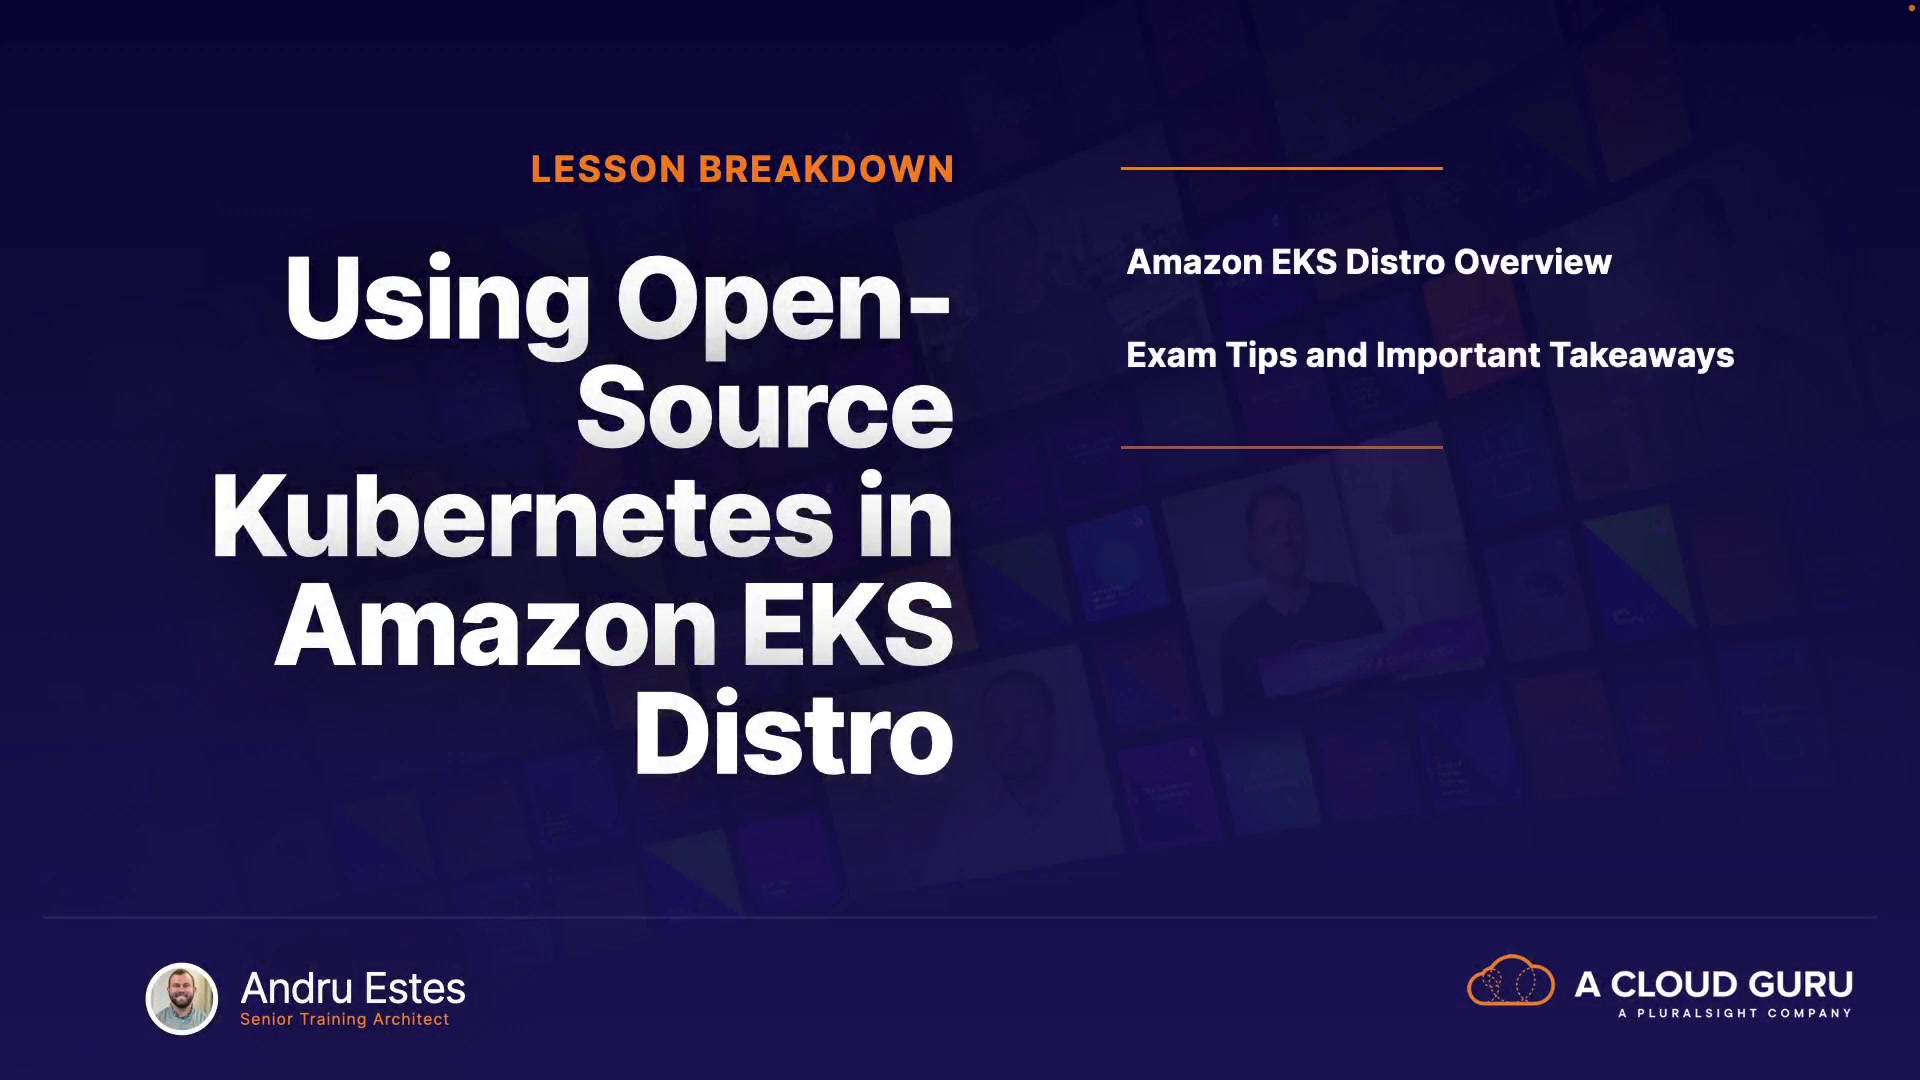 LESSON BREAKDOWN
Using Open-
Source
Kubernetes in
Amazon EKS
Distro
Amazon EKS Distro Overview
Exam Tips and Important Takeaways
Andru Estes
Senior Training Architect
A CLOUD GURU
A PLURALSIGHT COMPANY